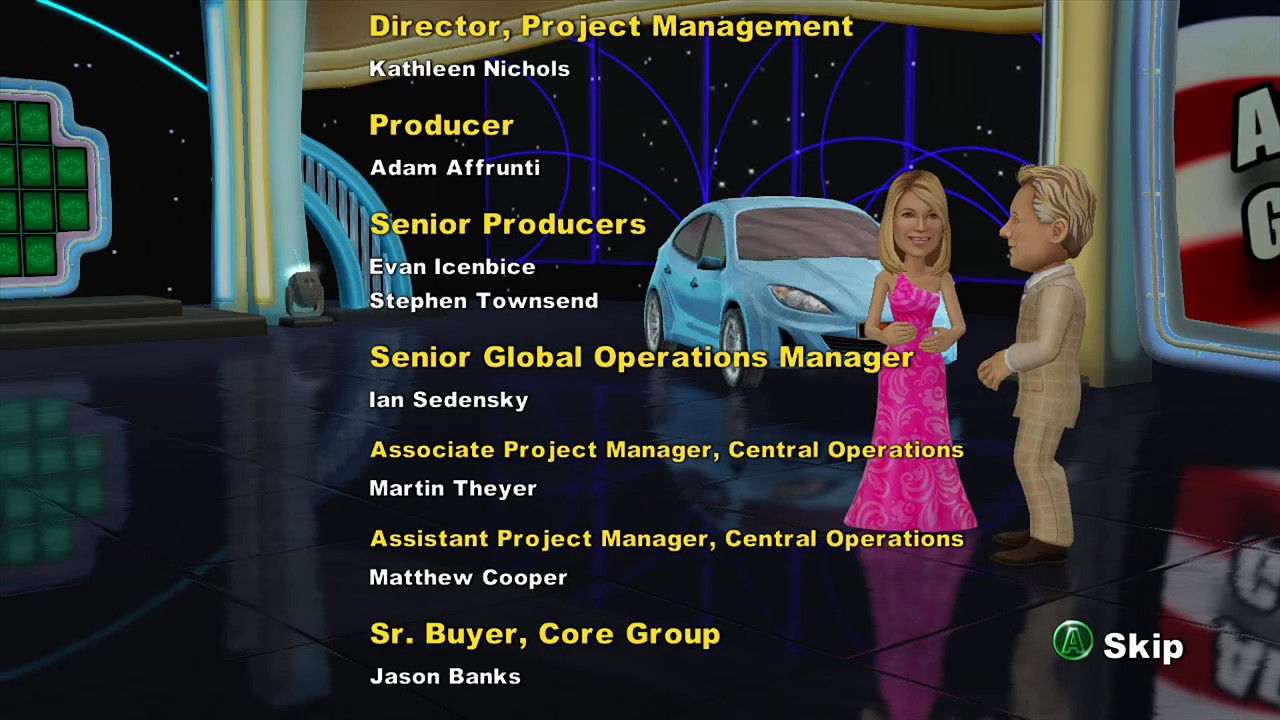 Director, Project Management
Kathleen Nichols
Producer
Adam Affrunti
Senior Producers
Evan Icenbice
Stephen Townsend
Senior Global Operations Manager
Ian Sedensky
Associate Project Manager, Central Operations
Martin Theyer
Assistant Project Manager, Central Operations
Matthew Cooper
Sr. Buyer, Core Group
Jason Banks
A Skip
A
G